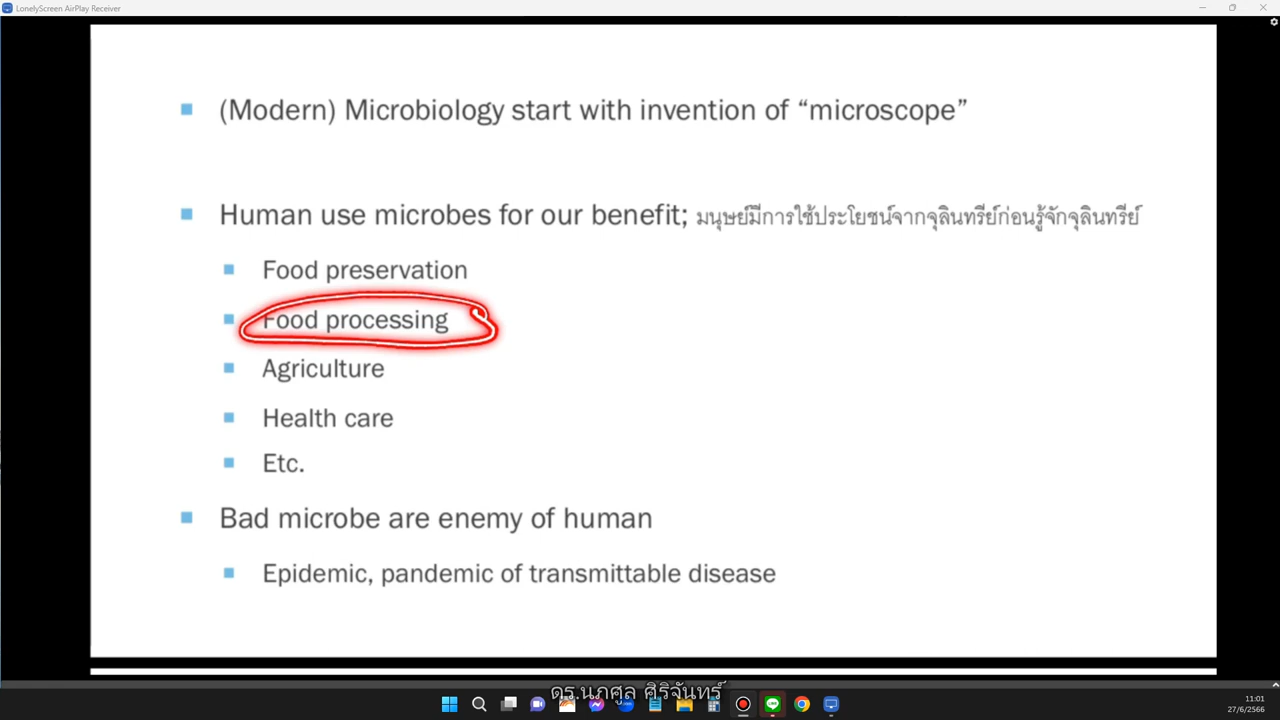 LonelyScreen AirPlay Receiver
(Modern) Microbiology start with invention of “microscope”
Human use microbes for our benefit; มนุษย์มีการใช้ประโยชน์จากจุลินทรีย์ก่อนรู้จักจุลินทรีย์
Food preservation
Food processing
Agriculture
Health care
Etc.
Bad microbe are enemy of human
Epidemic, pandemic of transmittable disease
ดร.นภศูล ศิริจันทร์
11:01
27/6/2566